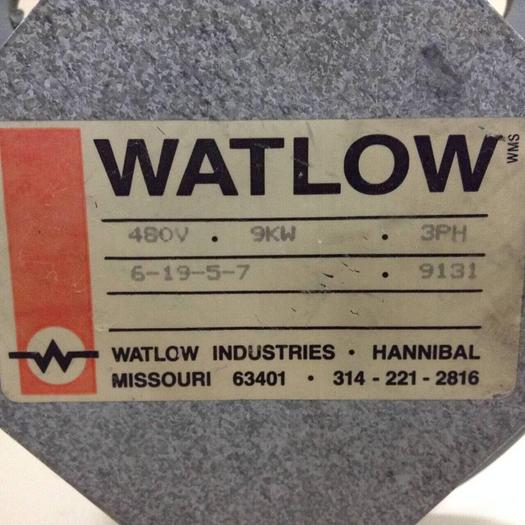 WATLOW
WMS
480V • 9KW • 3PH
6-19-5-7 • 9131
WATLOW INDUSTRIES • HANNIBAL
MISSOURI 63401 • 314 - 221 - 2816